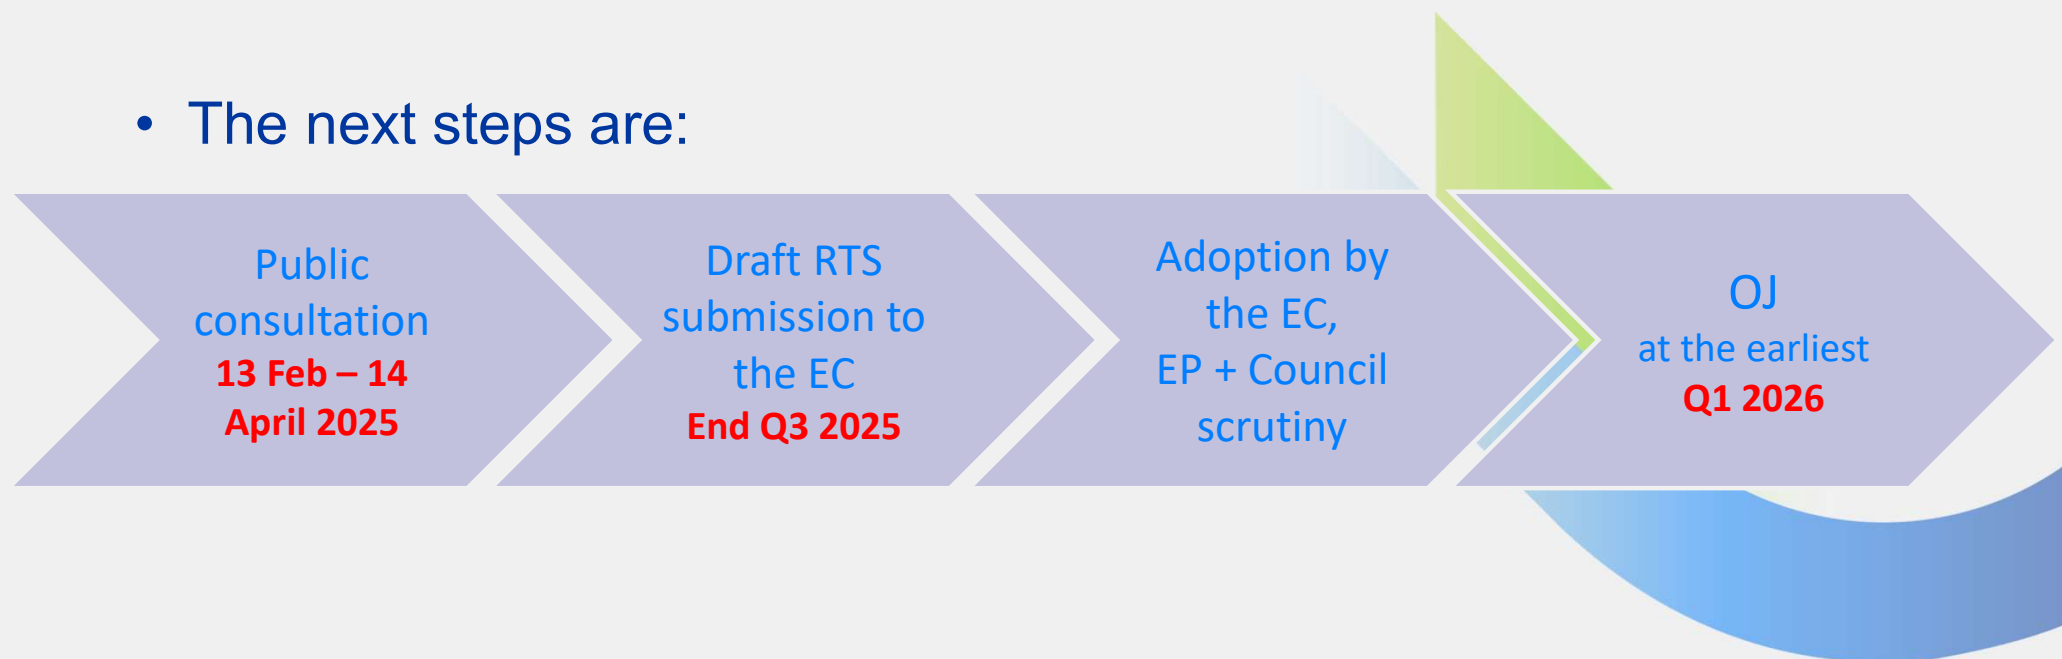 • The next steps are:
Public
consultation
13 Feb – 14
April 2025
Draft RTS
submission to
the EC
End Q3 2025
Adoption by
the EC,
EP + Council
scrutiny
OJ
at the earliest
Q1 2026